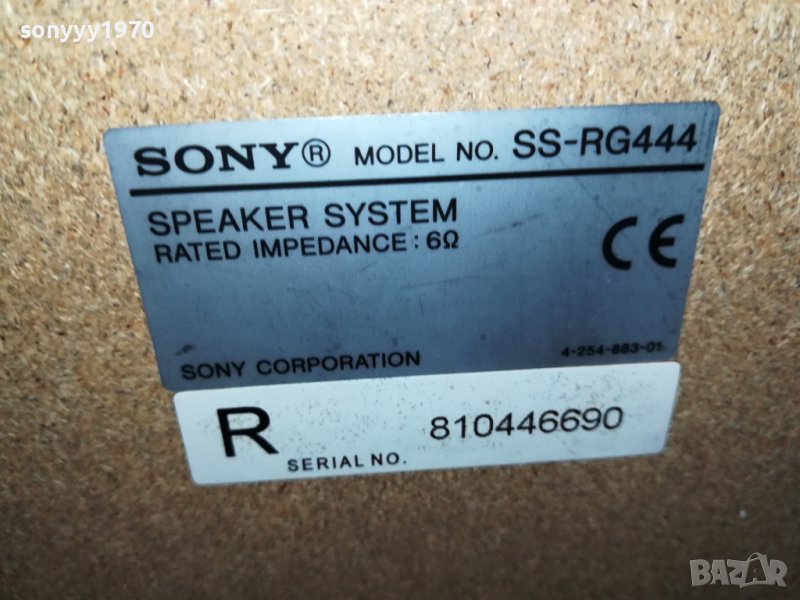 sonyyy1970
SONY® MODEL NO. SS-RG444
SPEAKER SYSTEM
RATED IMPEDANCE : 6Ω
CE
SONY CORPORATION 4-254-883-01
R 810446690
SERIAL NO.
BAZAR